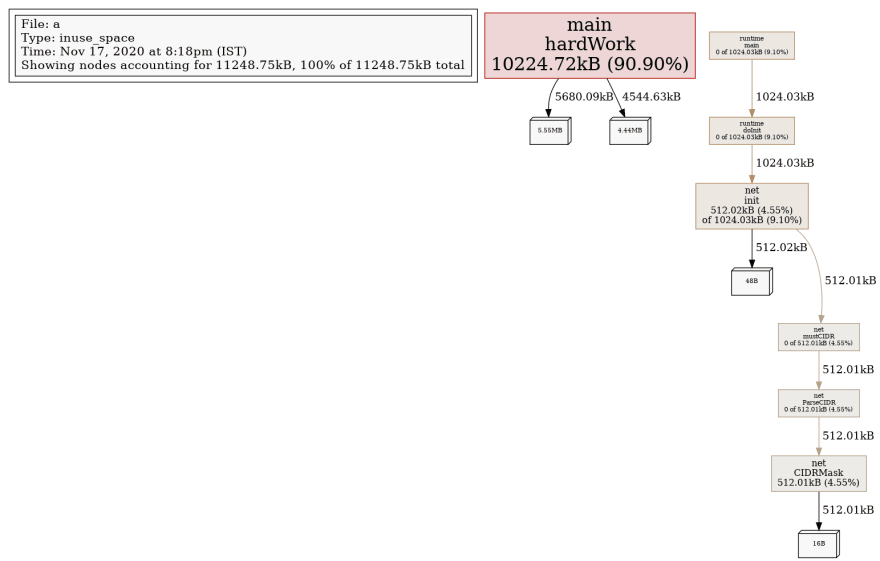 File: a
Type: inuse_space
Time: Nov 17, 2020 at 8:18pm (IST)
Showing nodes accounting for 11248.75kB, 100% of 11248.75kB total
main
hardWork
10224.72kB (90.90%)
5680.09kB
4544.63kB
5.55MB
4.44MB
runtime
main
0 of 1024.03kB (9.10%)
1024.03kB
runtime
doInit
0 of 1024.03kB (9.10%)
1024.03kB
net
init
512.02kB (4.55%)
of 1024.03kB (9.10%)
512.02kB
512.01kB
48B
net
mustCIDR
0 of 512.01kB (4.55%)
512.01kB
net
ParseCIDR
0 of 512.01kB (4.55%)
512.01kB
net
CIDRMask
512.01kB (4.55%)
512.01kB
16B